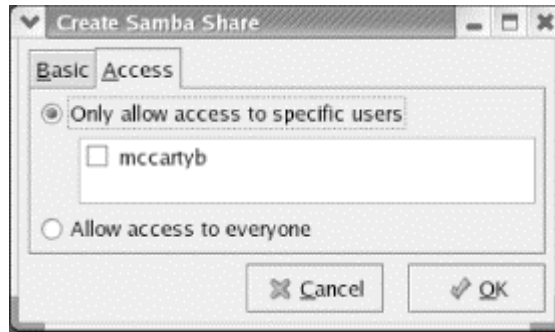 Create Samba Share
Basic Access
Only allow access to specific users
mccartyb
Allow access to everyone
Cancel OK